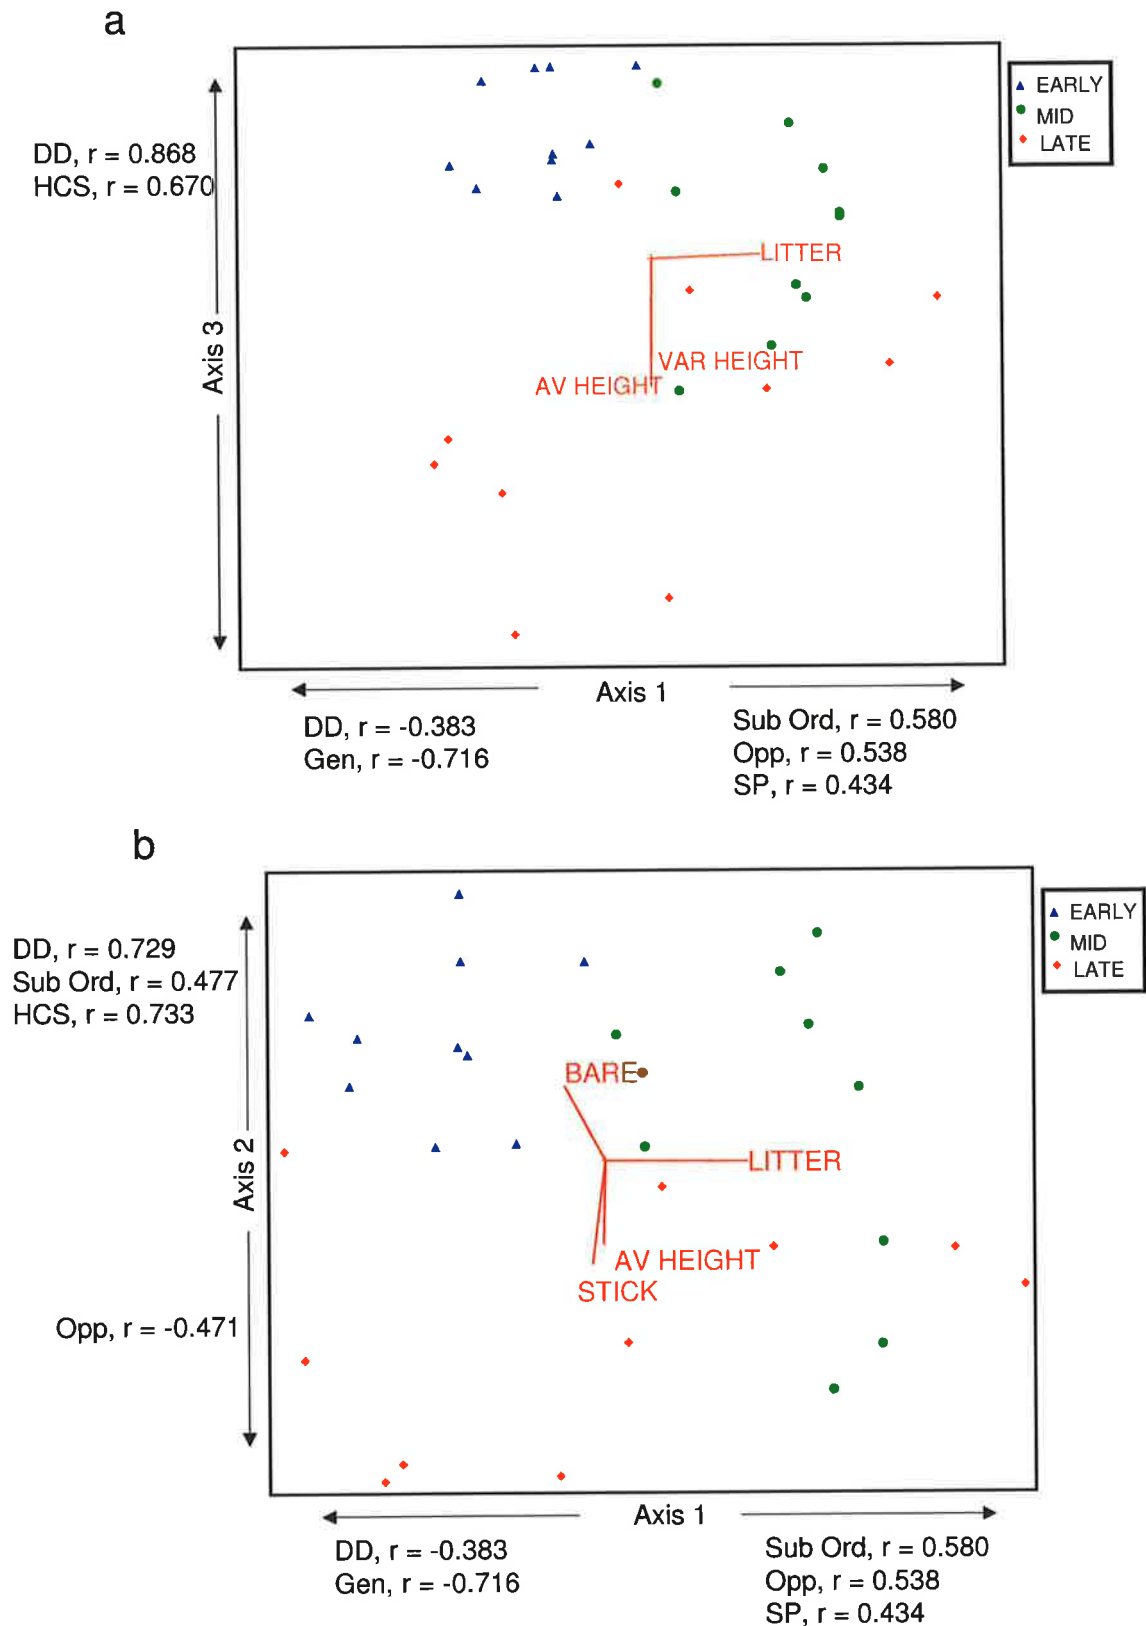 a
EARLY
MID
LATE
DD, r = 0.868
HCS, r = 0.670
LITTER
VAR HEIGHT
AV HEIGHT
Axis 3
Axis 1
DD, r = -0.383
Gen, r = -0.716
Sub Ord, r = 0.580
Opp, r = 0.538
SP, r = 0.434
b
EARLY
MID
LATE
DD, r = 0.729
Sub Ord, r = 0.477
HCS, r = 0.733
BARE
LITTER
AV HEIGHT
STICK
Axis 2
Opp, r = -0.471
Axis 1
DD, r = -0.383
Gen, r = -0.716
Sub Ord, r = 0.580
Opp, r = 0.538
SP, r = 0.434